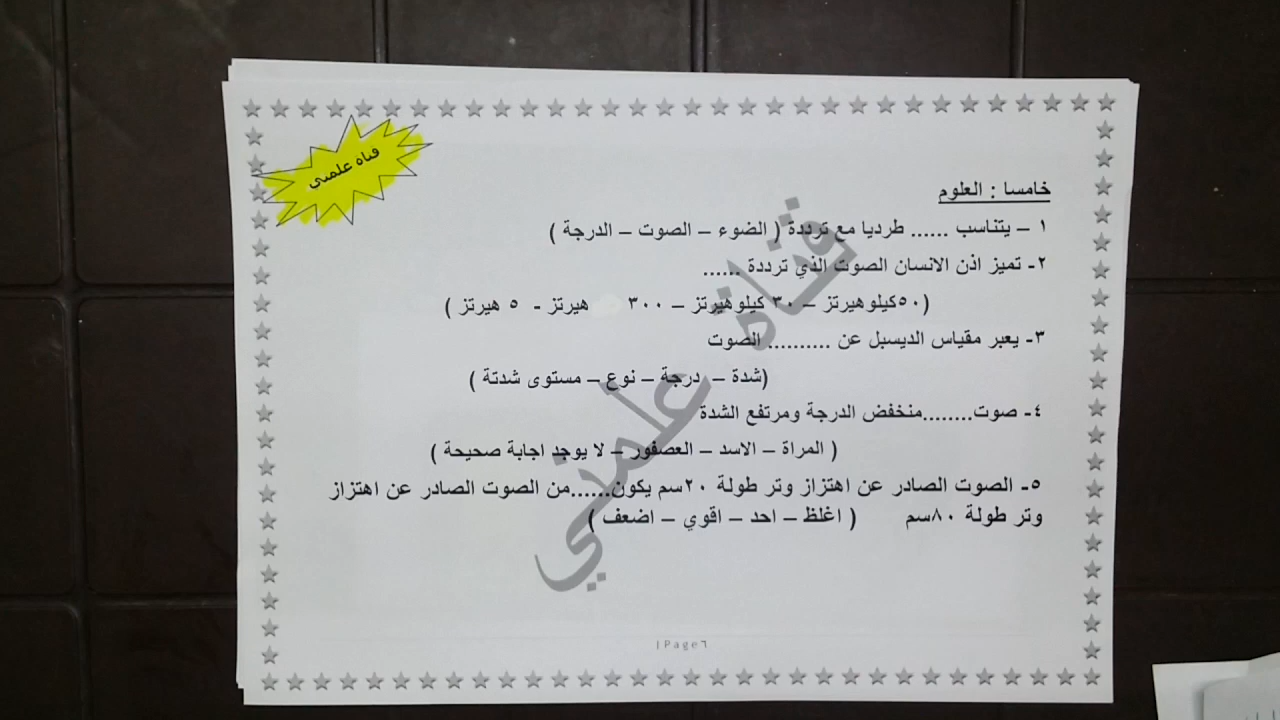 قناة علمني
خامسا : العلوم
١ – يتناسب ...... طرديا مع ترددة ( الضوء – الصوت – الدرجة )
٢- تميز اذن الانسان الصوت الذي ترددة ......
(٥٠كيلوهيرتز – ٣٠ كيلوهيرتز – ٣٠٠ هيرتز - ٥ هيرتز )
٣- يعبر مقياس الديسبل عن .......... الصوت
(شدة – درجة – نوع – مستوى شدتة )
٤- صوت........منخفض الدرجة ومرتفع الشدة
( المراة – الاسد – العصفور – لا يوجد اجابة صحيحة )
٥- الصوت الصادر عن اهتزاز وتر طولة ٢٠سم يكون......من الصوت الصادر عن اهتزاز
وتر طولة ٨٠سم ( اغلظ – احد – اقوي – اضعف )
قناة علمني
| P a g e ٦